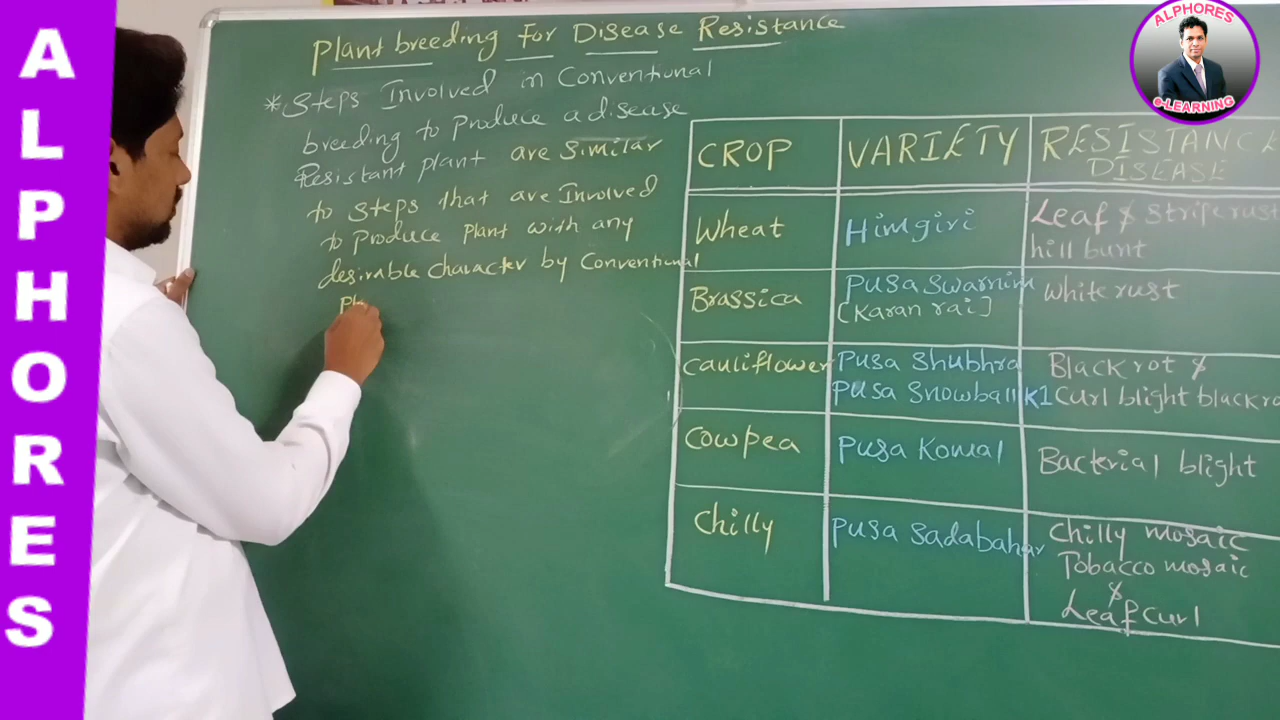 ALPHORES
Plant breeding For Disease Resistance
*Steps Involved in Conventional
breeding to Produce a disease
Resistant plant are Similar
to Steps that are Involved
to Produce Plant with any
desirable Character by Conventional
Pl
CROP VARIETY RESISTANCE DISEASE
Wheat Himgiri Leaf & Stripe rust hill bunt
Brassica Pusa Swarnim [Karan rai] White rust
Cauliflower Pusa Shubhra Pusa Snowball K1 Black rot & Curl blight black ro
Cowpea Pusa Komal Bacterial blight
Chilly Pusa Sadabahar Chilly mosaic Tobacco mosaic & Leaf Curl
ALPHORES
e-LEARNING